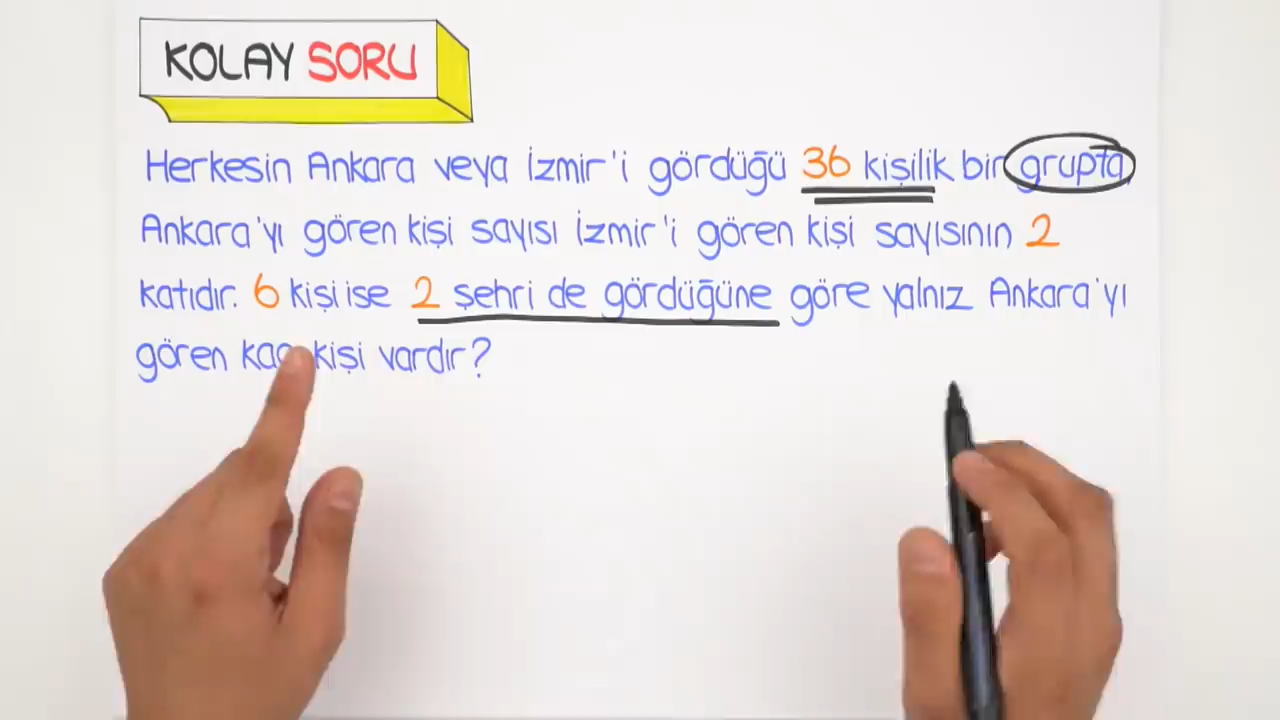 KOLAY SORU
Herkesin Ankara veya İzmir'i gördüğü 36 kişilik bir grupta
Ankara'yı gören kişi sayısı İzmir'i gören kişi sayısının 2
katıdır. 6 kişi ise 2 şehri de gördüğüne göre yalnız Ankara'yı
gören kaç kişi vardır?